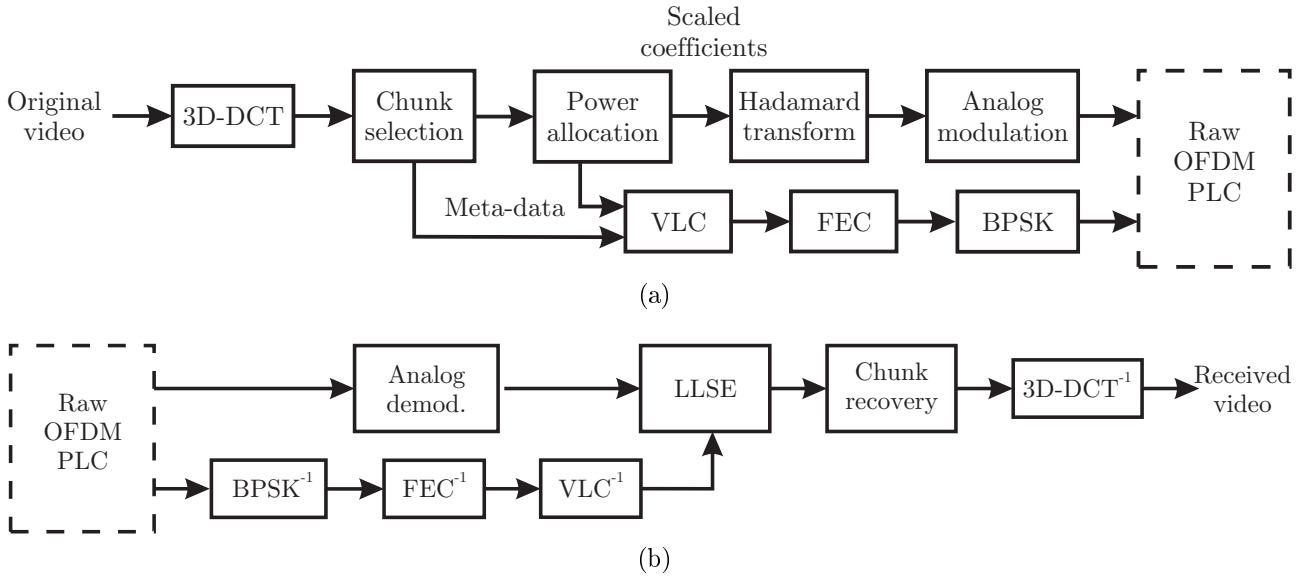 Scaled
coefficients
Original
video
3D-DCT
Chunk
selection
Power
allocation
Hadamard
transform
Analog
modulation
Raw
OFDM
PLC
Meta-data
VLC
FEC
BPSK
(a)
Raw
OFDM
PLC
Analog
demod.
LLSE
Chunk
recovery
3D-DCT-1
Received
video
BPSK-1
FEC-1
VLC-1
(b)